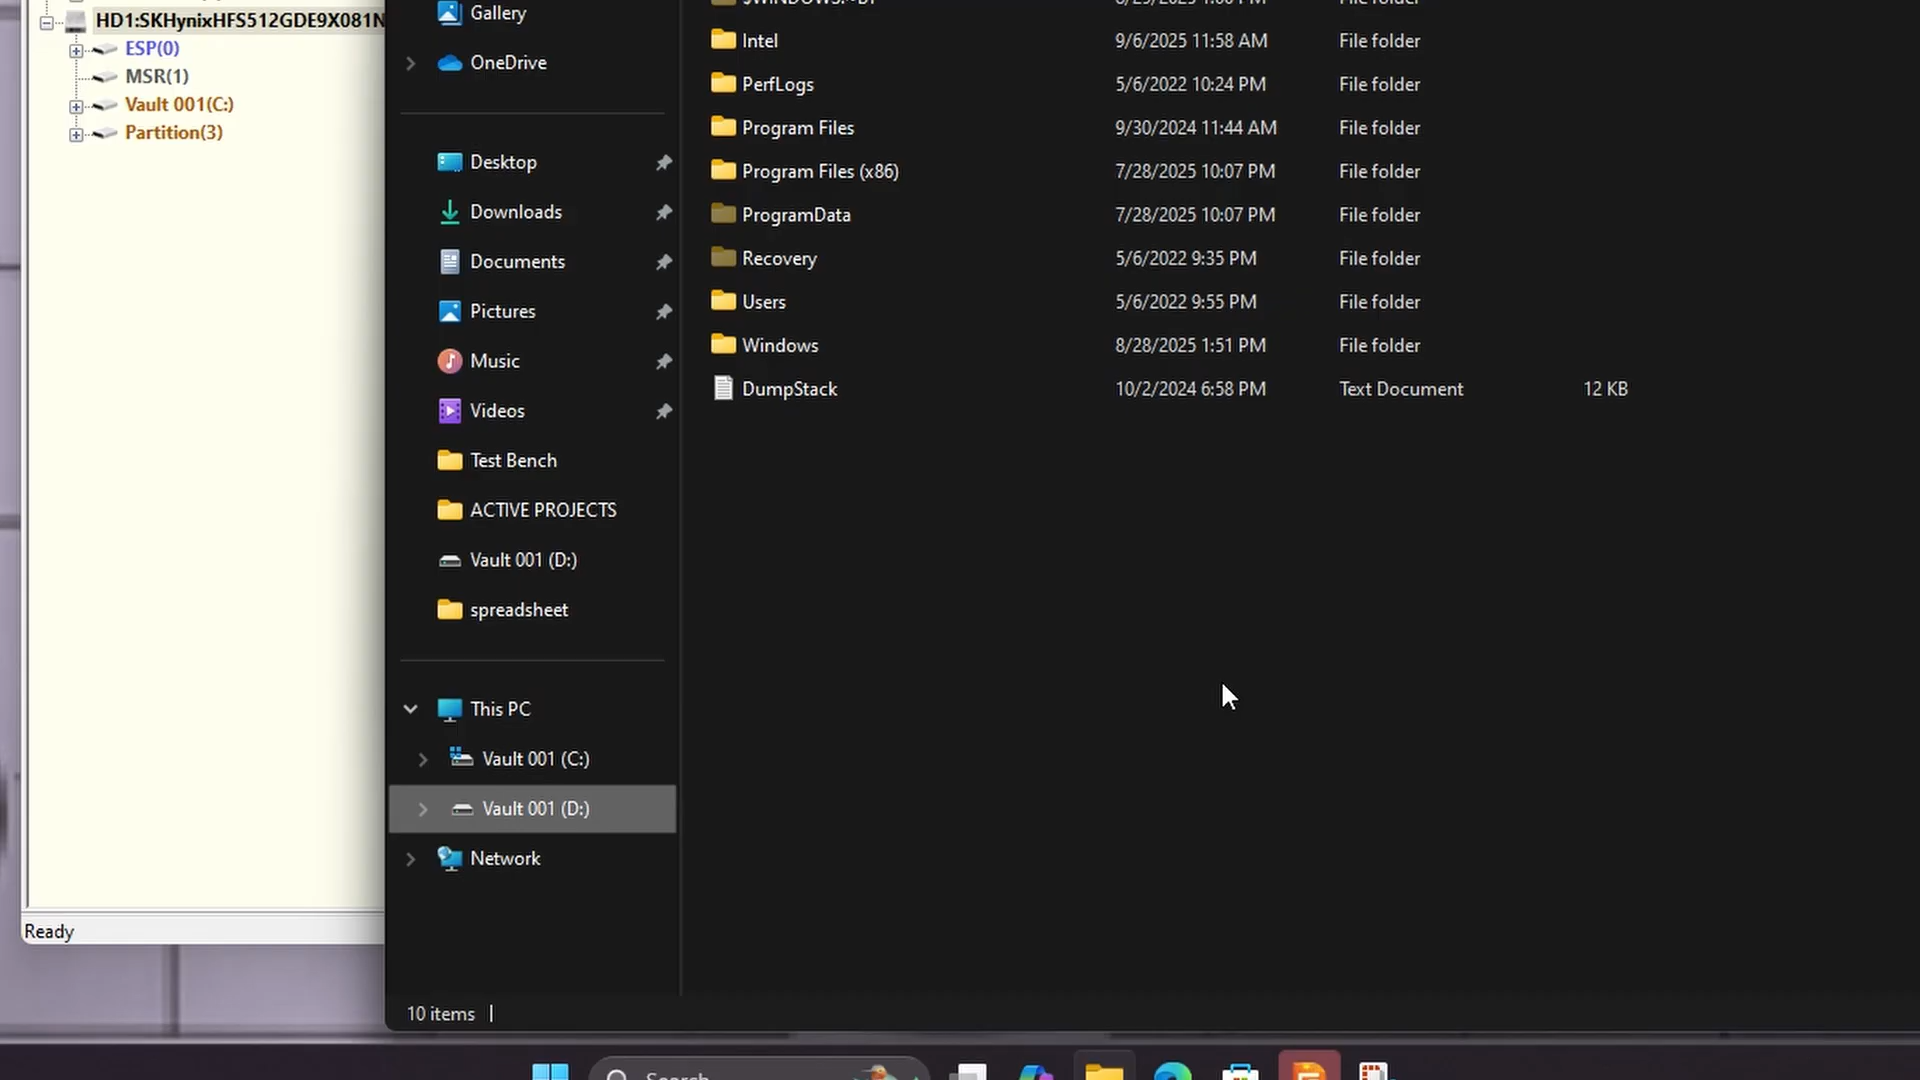 HD1:SKHynixHFS512GDE9X081N
ESP(0)
MSR(1)
Vault 001(C:)
Partition(3)
Ready
Gallery
OneDrive
Desktop
Downloads
Documents
Pictures
Music
Videos
Test Bench
ACTIVE PROJECTS
Vault 001 (D:)
spreadsheet
This PC
Vault 001 (C:)
Vault 001 (D:)
Network
Intel 9/6/2025 11:58 AM File folder
PerfLogs 5/6/2022 10:24 PM File folder
Program Files 9/30/2024 11:44 AM File folder
Program Files (x86) 7/28/2025 10:07 PM File folder
ProgramData 7/28/2025 10:07 PM File folder
Recovery 5/6/2022 9:35 PM File folder
Users 5/6/2022 9:55 PM File folder
Windows 8/28/2025 1:51 PM File folder
DumpStack 10/2/2024 6:58 PM Text Document 12 KB
10 items
Search